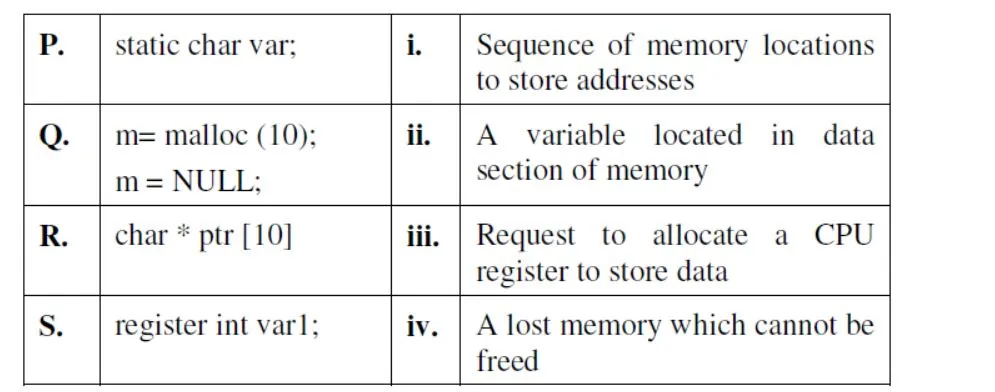 P. static char var; i. Sequence of memory locations
to store addresses
Q. m= malloc (10); ii. A variable located in data
m = NULL; section of memory
R. char * ptr [10] iii. Request to allocate a CPU
register to store data
S. register int var1; iv. A lost memory which cannot be
freed